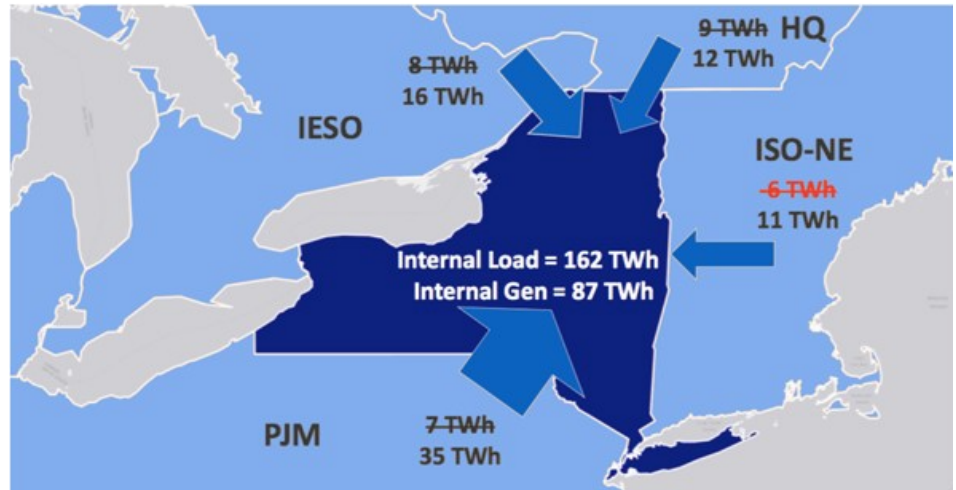 9 TWh HQ
12 TWh
8 TWh
16 TWh
IESO
ISO-NE
-6 TWh
11 TWh
Internal Load = 162 TWh
Internal Gen = 87 TWh
7 TWh
35 TWh
PJM